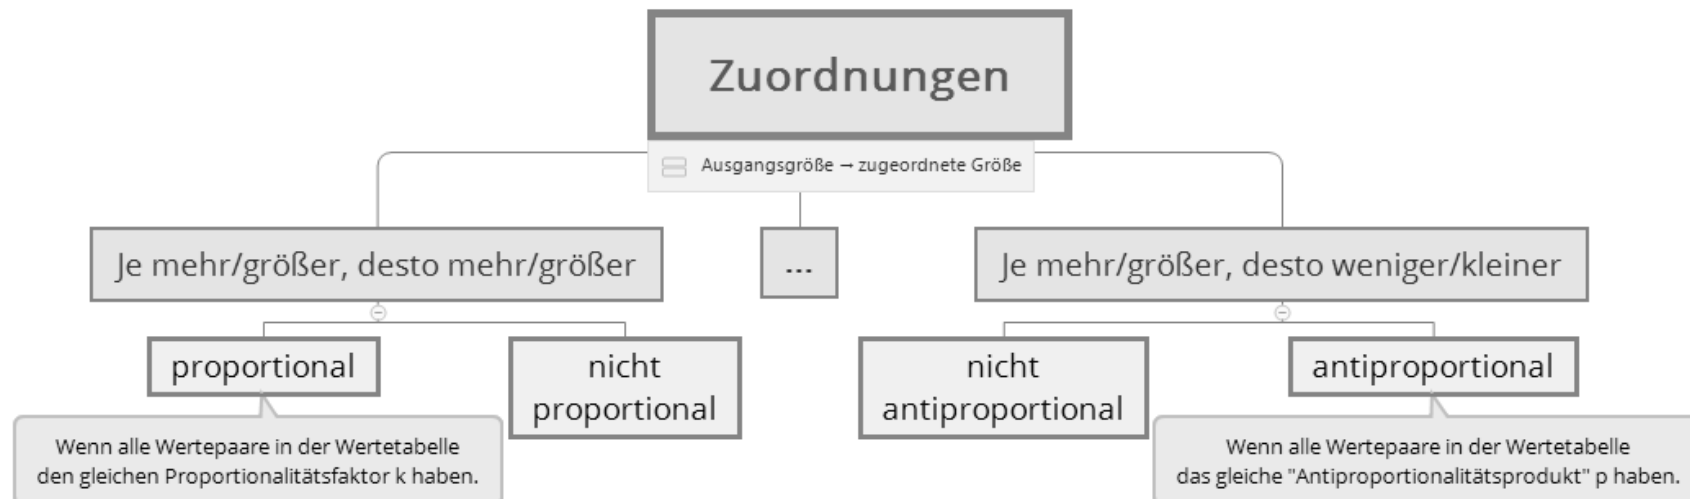 Zuordnungen
Ausgangsgröße → zugeordnete Größe
Je mehr/größer, desto mehr/größer
...
Je mehr/größer, desto weniger/kleiner
proportional
nicht
proportional
nicht
antiproportional
antiproportional
Wenn alle Wertepaare in der Wertetabelle
den gleichen Proportionalitätsfaktor k haben.
Wenn alle Wertepaare in der Wertetabelle
das gleiche "Antiproportionalitätsprodukt" p haben.